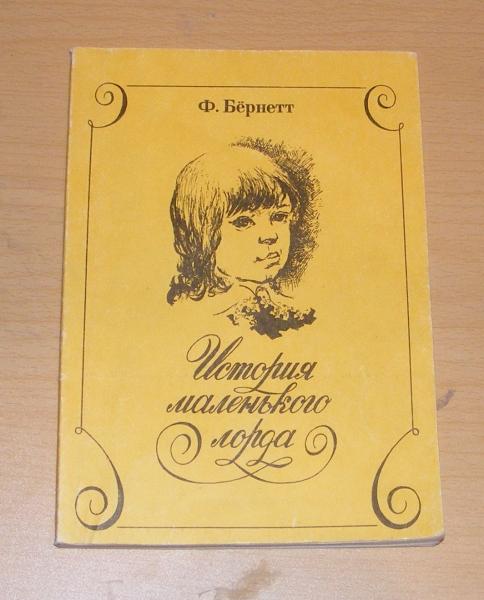 Ф. Бёрнетт
История
маленького
лорда